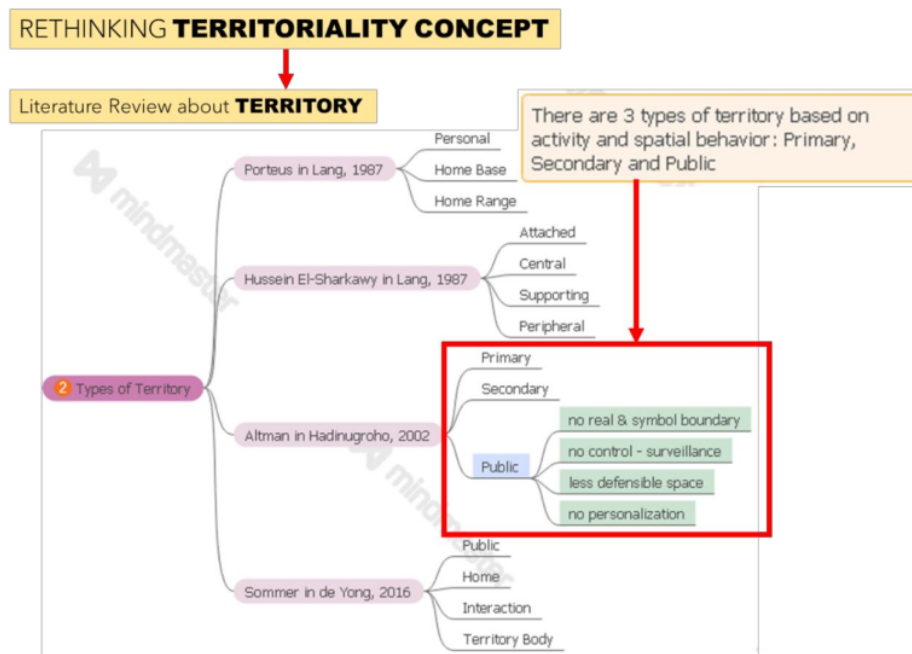 RETHINKING TERRITORIALITY CONCEPT
Literature Review about TERRITORY
There are 3 types of territory based on
activity and spatial behavior: Primary,
Secondary and Public
mindmaster
2 Types of Territory
Porteus in Lang, 1987
Personal
Home Base
Home Range
Hussein El-Sharkawy in Lang, 1987
Attached
Central
Supporting
Peripheral
Altman in Hadinugroho, 2002
Primary
Secondary
Public
no real & symbol boundary
no control - surveillance
less defensible space
no personalization
mindmaster
Sommer in de Yong, 2016
Public
Home
Interaction
Territory Body